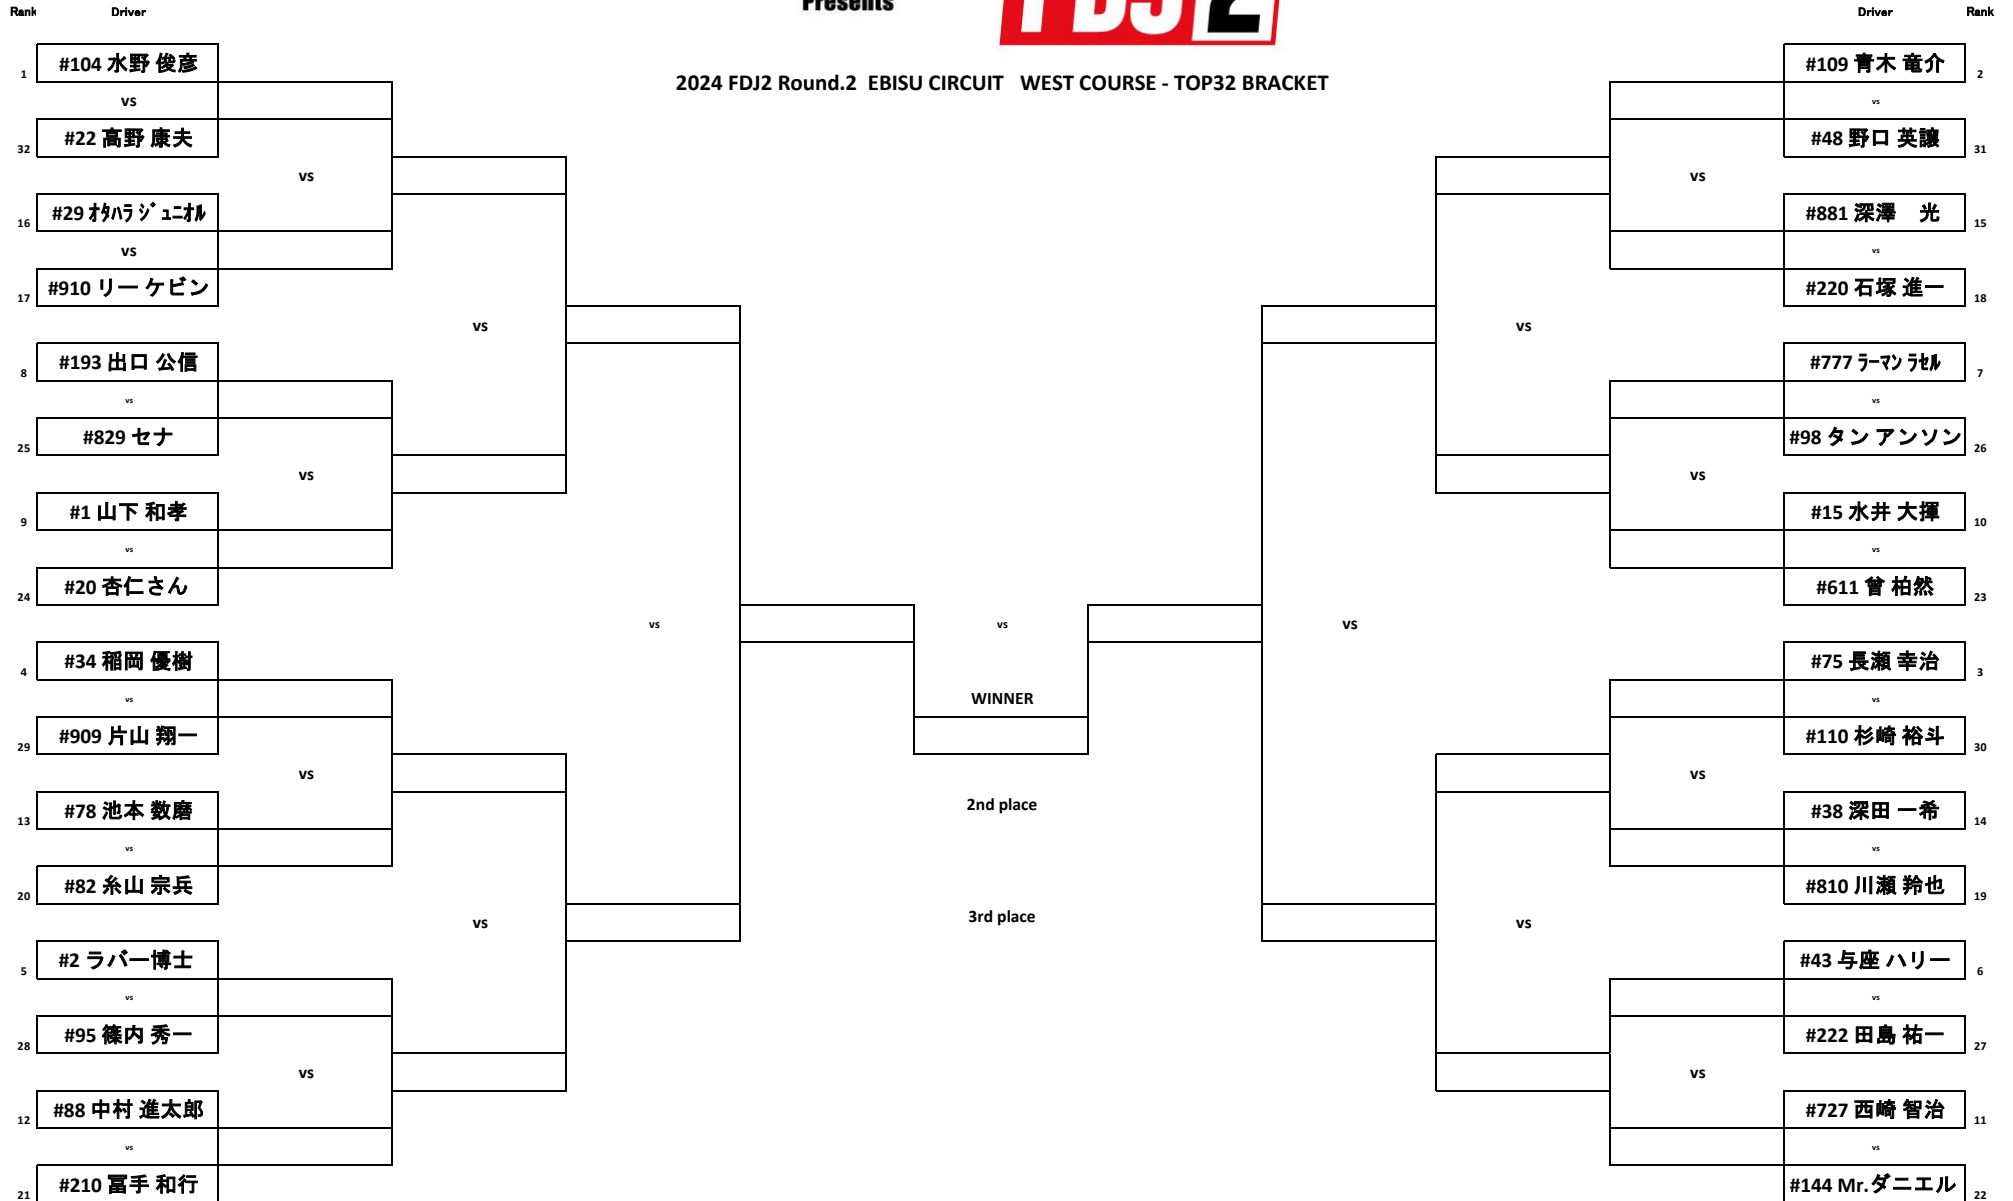 Presents
FDJ2
2024 FDJ2 Round.2 EBISU CIRCUIT WEST COURSE - TOP32 BRACKET
Rank Driver
1 #104 水野 俊彦
vs
32 #22 高野 康夫
vs
16 #29 ｵﾀﾊﾗ ｼﾞｭﾆｵﾙ
vs
17 #910 リー ケビン
vs
8 #193 出口 公信
vs
25 #829 セナ
vs
9 #1 山下 和孝
vs
24 #20 杏仁さん
vs
4 #34 稲岡 優樹
vs
29 #909 片山 翔一
vs
13 #78 池本 数磨
vs
20 #82 糸山 宗兵
vs
5 #2 ラバー博士
vs
28 #95 篠内 秀一
vs
12 #88 中村 進太郎
vs
21 #210 冨手 和行
vs
WINNER
2nd place
3rd place
Driver Rank
#109 青木 竜介 2
vs
#48 野口 英譲 31
vs
#881 深澤　光 15
vs
#220 石塚 進一 18
vs
#777 ﾗｰﾏﾝ ﾗｾﾙ 7
vs
#98 タン アンソン 26
vs
#15 水井 大揮 10
vs
#611 曾 柏然 23
vs
#75 長瀬 幸治 3
vs
#110 杉崎 裕斗 30
vs
#38 深田 一希 14
vs
#810 川瀬 羚也 19
vs
#43 与座 ハリー 6
vs
#222 田島 祐一 27
vs
#727 西崎 智治 11
vs
#144 Mr.ダニエル 22